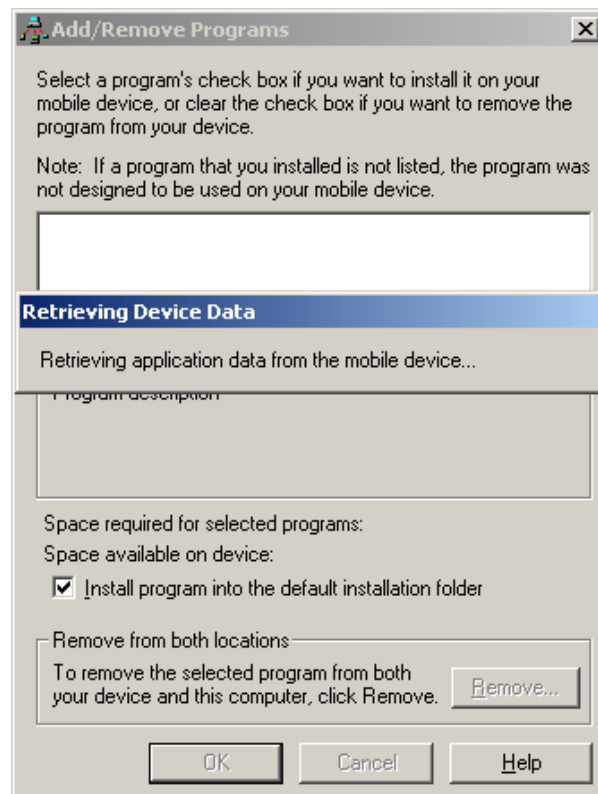 Add/Remove Programs
Select a program's check box if you want to install it on your
mobile device, or clear the check box if you want to remove the
program from your device.
Note: If a program that you installed is not listed, the program was
not designed to be used on your mobile device.
Retrieving Device Data
Retrieving application data from the mobile device...
Program description
Space required for selected programs:
Space available on device:
Install program into the default installation folder
Remove from both locations
To remove the selected program from both
your device and this computer, click Remove.
Remove...
OK Cancel Help